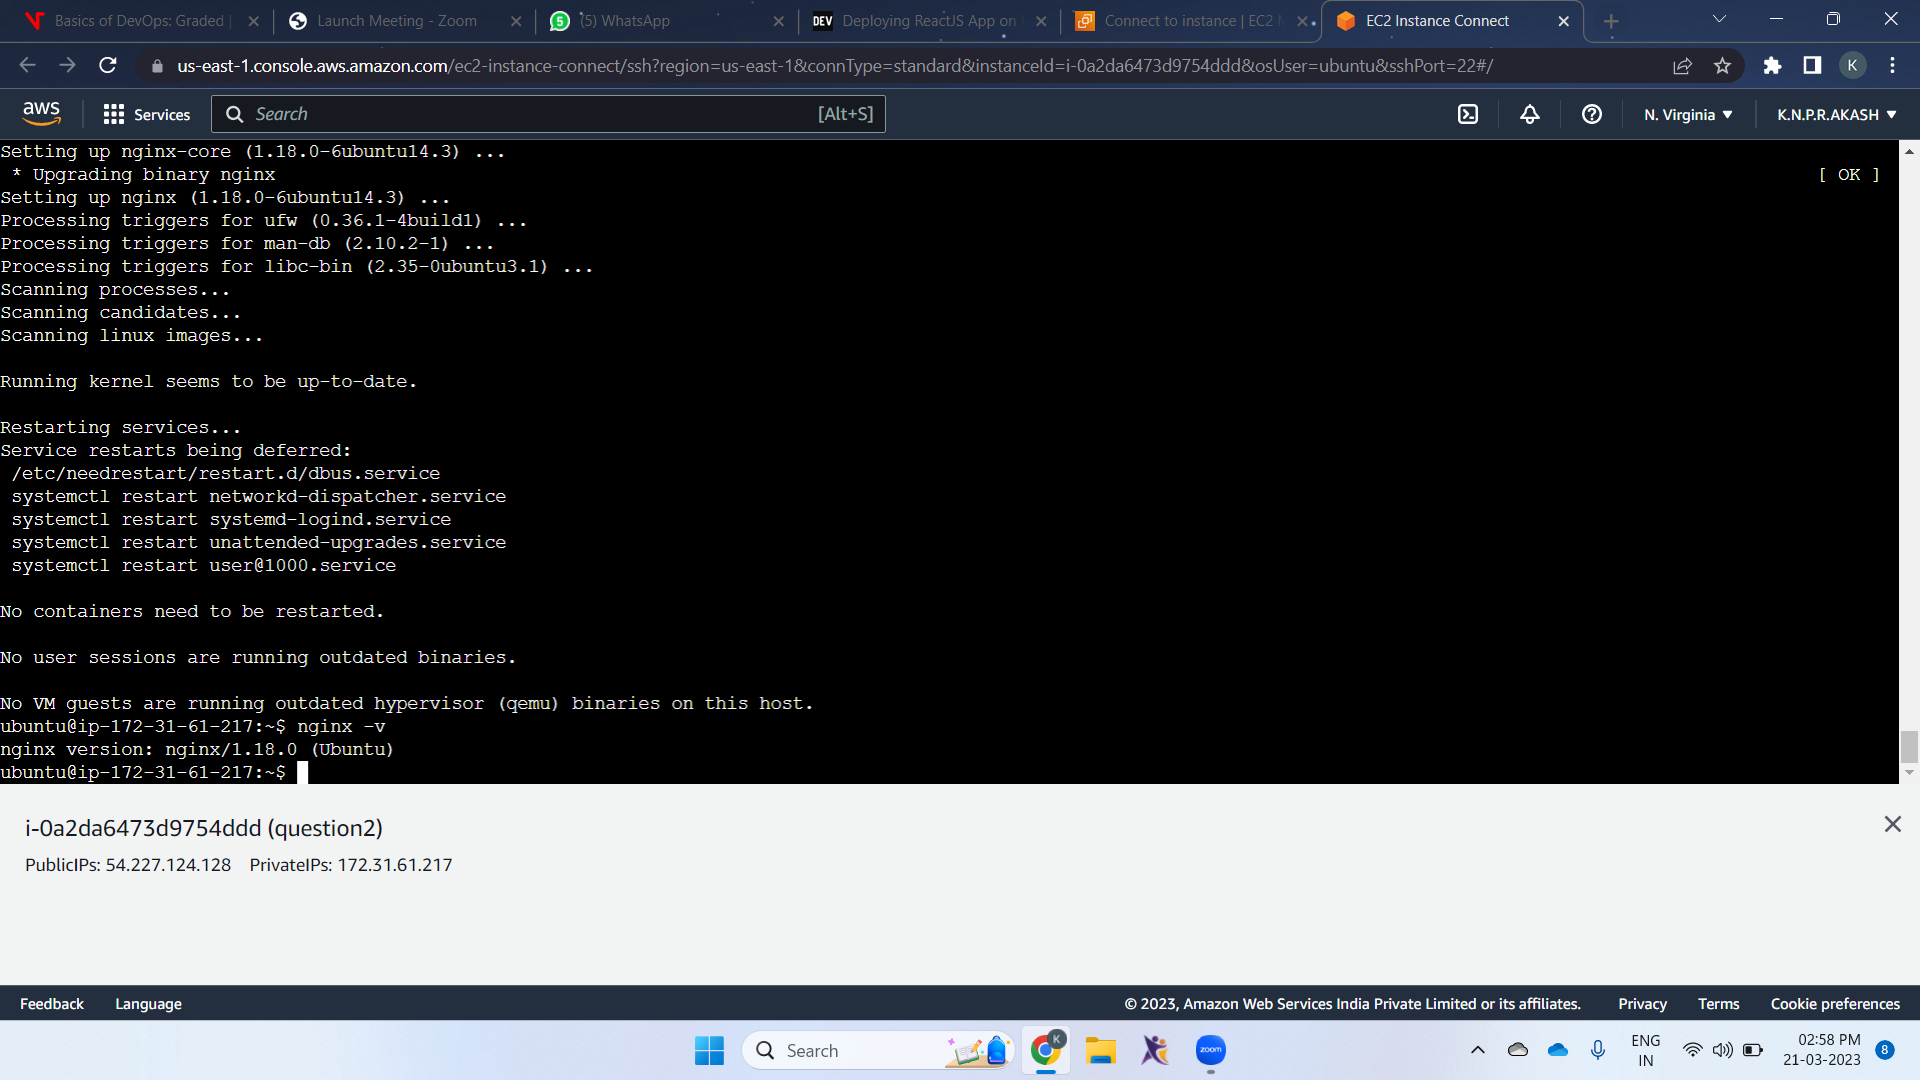 Basics of DevOps: Graded
Launch Meeting - Zoom
(5) WhatsApp
DEV Deploying ReactJS App on
Connect to instance | EC2 M
EC2 Instance Connect
us-east-1.console.aws.amazon.com/ec2-instance-connect/ssh?region=us-east-1&connType=standard&instanceId=i-0a2da6473d9754ddd&osUser=ubuntu&sshPort=22#/
K
aws Services Search [Alt+S] N. Virginia K.N.P.R.AKASH
Setting up nginx-core (1.18.0-6ubuntu14.3) ...
* Upgrading binary nginx [ OK ]
Setting up nginx (1.18.0-6ubuntu14.3) ...
Processing triggers for ufw (0.36.1-4build1) ...
Processing triggers for man-db (2.10.2-1) ...
Processing triggers for libc-bin (2.35-0ubuntu3.1) ...
Scanning processes...
Scanning candidates...
Scanning linux images...
Running kernel seems to be up-to-date.
Restarting services...
Service restarts being deferred:
/etc/needrestart/restart.d/dbus.service
systemctl restart networkd-dispatcher.service
systemctl restart systemd-logind.service
systemctl restart unattended-upgrades.service
systemctl restart user@1000.service
No containers need to be restarted.
No user sessions are running outdated binaries.
No VM guests are running outdated hypervisor (qemu) binaries on this host.
ubuntu@ip-172-31-61-217:~$ nginx -v
nginx version: nginx/1.18.0 (Ubuntu)
ubuntu@ip-172-31-61-217:~$
i-0a2da6473d9754ddd (question2)
PublicIPs: 54.227.124.128 PrivateIPs: 172.31.61.217
Feedback Language © 2023, Amazon Web Services India Private Limited or its affiliates. Privacy Terms Cookie preferences
Search
K
zoom
ENG
IN
02:58 PM
21-03-2023
8